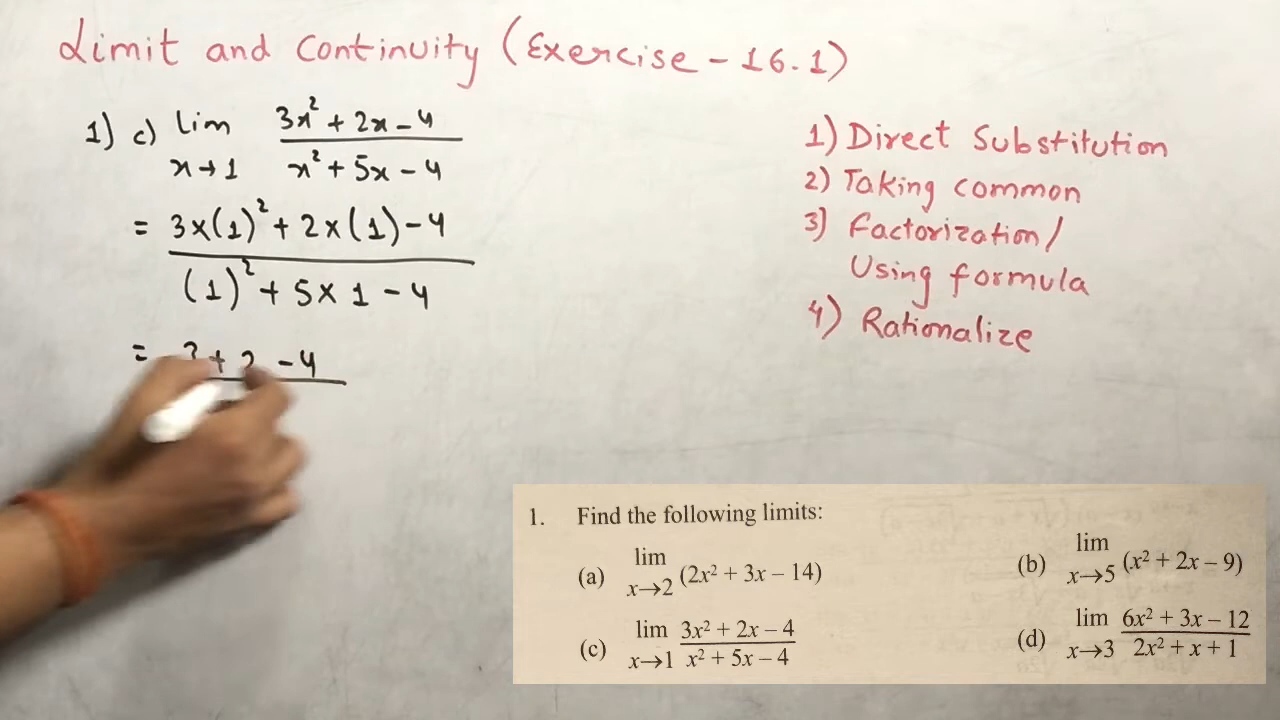 Limit and Continuity (Exercise - 16.1)
1) c) lim x→1 (3x² + 2x - 4)/(x² + 5x - 4)
= (3×(1)² + 2×(1) - 4)/((1)² + 5×1 - 4)
= + - 4
1) Direct Substitution
2) Taking common
3) Factorization/
Using formula
4) Rationalize
1. Find the following limits:
(a) lim x→2 (2x² + 3x – 14)
(b) lim x→5 (x² + 2x – 9)
(c) lim x→1 (3x² + 2x – 4)/(x² + 5x – 4)
(d) lim x→3 (6x² + 3x – 12)/(2x² + x + 1)